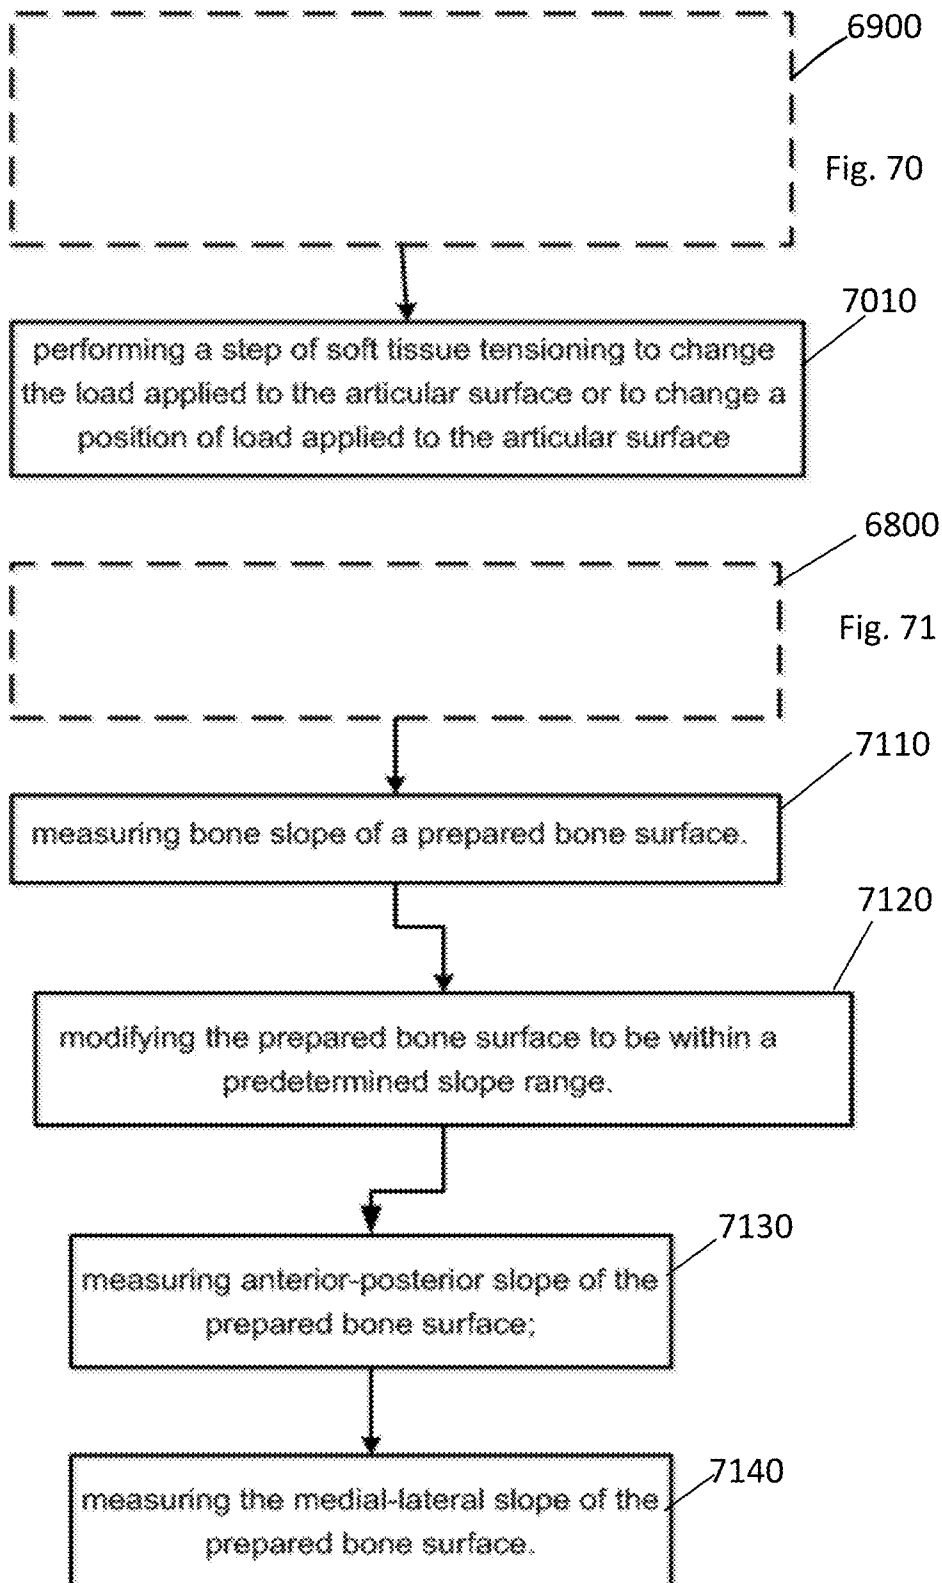 6900
Fig. 70
7010
performing a step of soft tissue tensioning to change
the load applied to the articular surface or to change a
position of load applied to the articular surface
6800
Fig. 71
7110
measuring bone slope of a prepared bone surface.
7120
modifying the prepared bone surface to be within a
predetermined slope range.
7130
measuring anterior-posterior slope of the
prepared bone surface;
7140
measuring the medial-lateral slope of the
prepared bone surface.